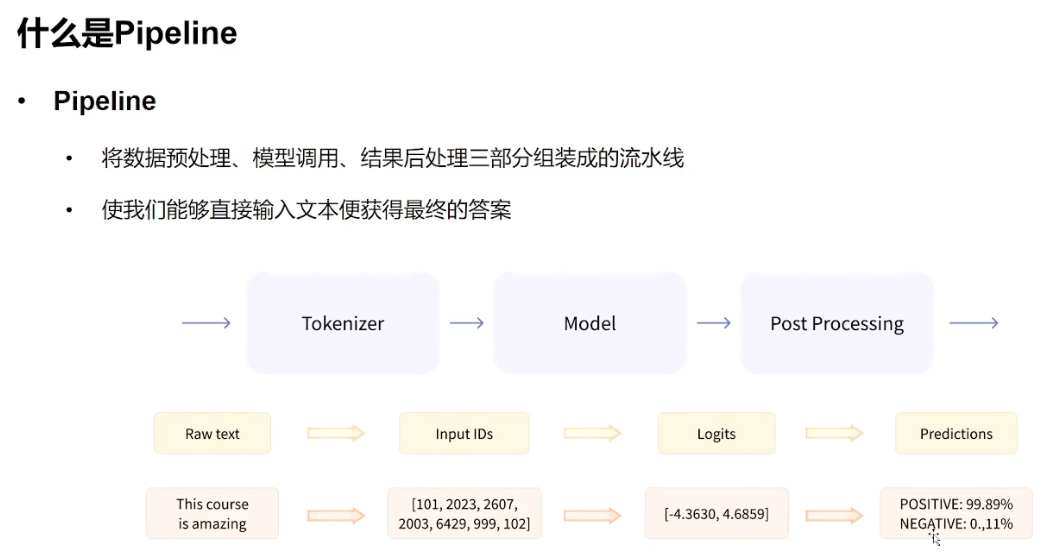 什么是Pipeline
• Pipeline
• 将数据预处理、模型调用、结果后处理三部分组装成的流水线
• 使我们能够直接输入文本便获得最终的答案
Tokenizer
Model
Post Processing
Raw text
Input IDs
Logits
Predictions
This course
is amazing
[101, 2023, 2607,
2003, 6429, 999, 102]
[-4.3630, 4.6859]
POSITIVE: 99.89%
NEGATIVE: 0.,11%